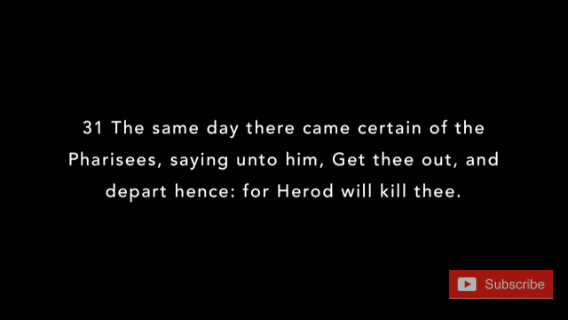 31 The same day there came certain of the
Pharisees, saying unto him, Get thee out, and
depart hence: for Herod will kill thee.
Subscribe